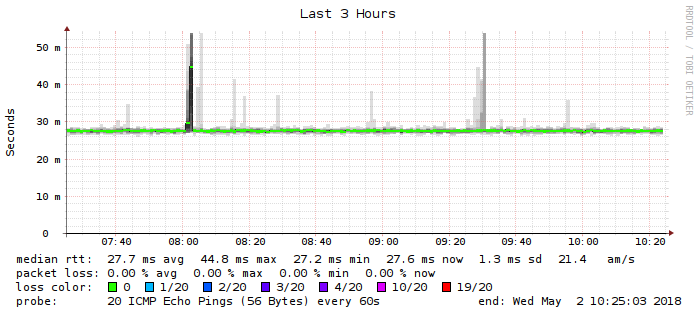 Last 3 Hours
RRDTOOL / TOBI OETIKER
Seconds
50 m
40 m
30 m
20 m
10 m
0
07:40 08:00 08:20 08:40 09:00 09:20 09:40 10:00 10:20
median rtt: 27.7 ms avg 44.8 ms max 27.2 ms min 27.6 ms now 1.3 ms sd 21.4 am/s
packet loss: 0.00 % avg 0.00 % max 0.00 % min 0.00 % now
loss color: 0 1/20 2/20 3/20 4/20 10/20 19/20
probe: 20 ICMP Echo Pings (56 Bytes) every 60s end: Wed May 2 10:25:03 2018